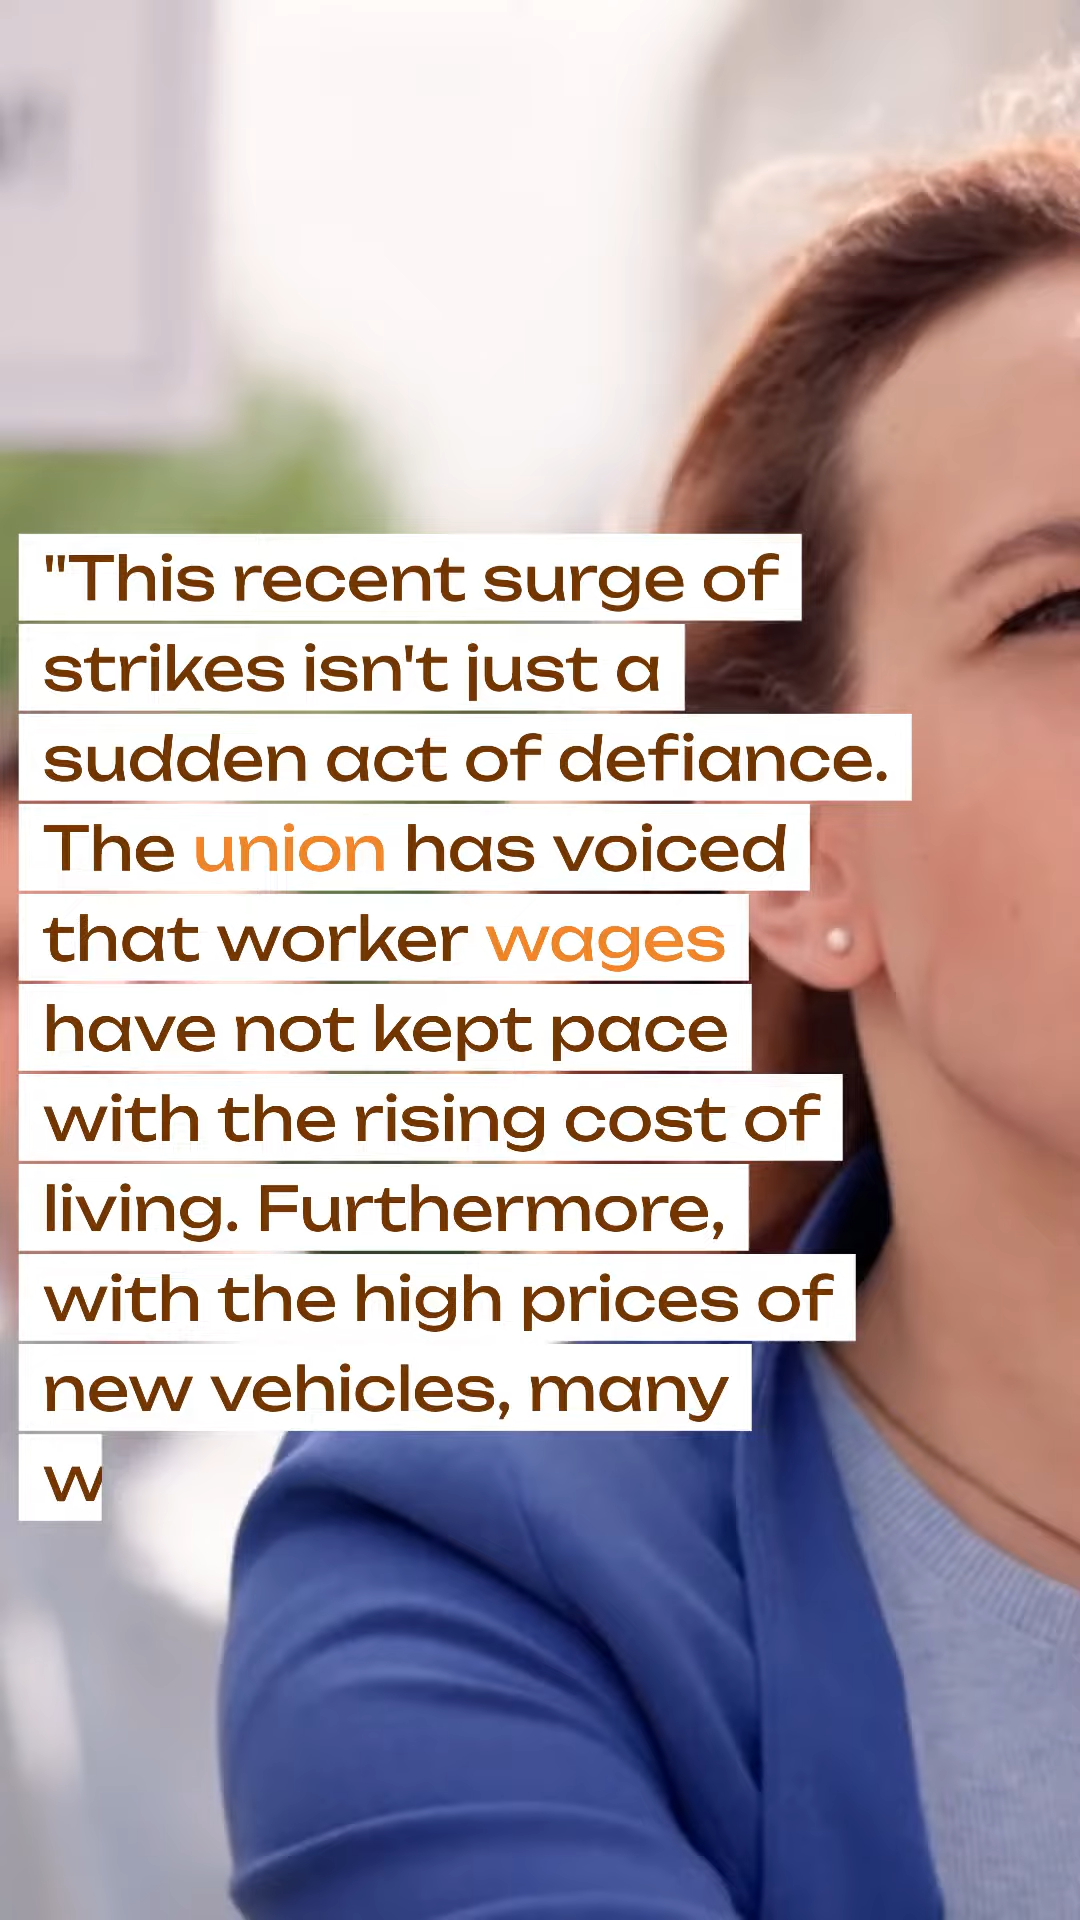 "This recent surge of
strikes isn't just a
sudden act of defiance.
The union has voiced
that worker wages
have not kept pace
with the rising cost of
living. Furthermore,
with the high prices of
new vehicles, many
w